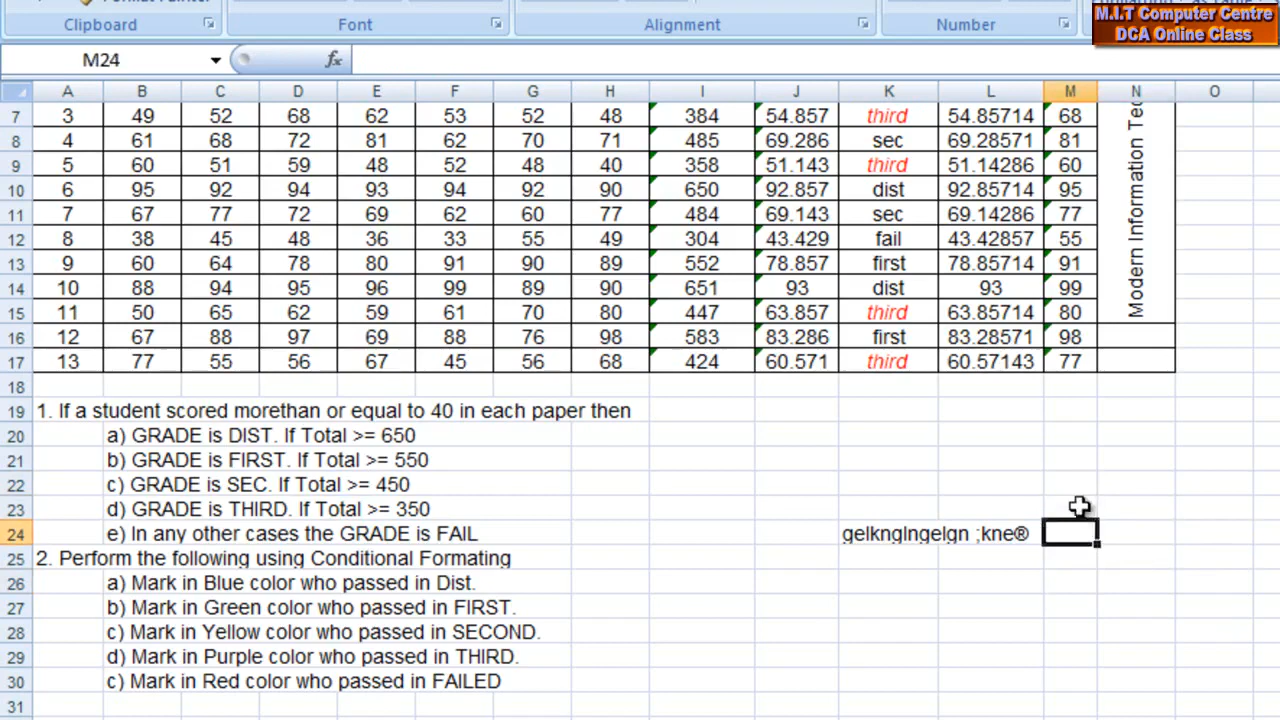 Clipboard Font Alignment Number
M.I.T Computer Centre
DCA Online Class
M24 fx
A B C D E F G H I J K L M N O
7 3 49 52 68 62 53 52 48 384 54.857 third 54.85714 68
8 4 61 68 72 81 62 70 71 485 69.286 sec 69.28571 81
9 5 60 51 59 48 52 48 40 358 51.143 third 51.14286 60
10 6 95 92 94 93 94 92 90 650 92.857 dist 92.85714 95
11 7 67 77 72 69 62 60 77 484 69.143 sec 69.14286 77
12 8 38 45 48 36 33 55 49 304 43.429 fail 43.42857 55
13 9 60 64 78 80 91 90 89 552 78.857 first 78.85714 91
14 10 88 94 95 96 99 89 90 651 93 dist 93 99
15 11 50 65 62 59 61 70 80 447 63.857 third 63.85714 80
16 12 67 88 97 69 88 76 98 583 83.286 first 83.28571 98
17 13 77 55 56 67 45 56 68 424 60.571 third 60.57143 77
Modern Information Tec
18
19 1. If a student scored morethan or equal to 40 in each paper then
20 a) GRADE is DIST. If Total >= 650
21 b) GRADE is FIRST. If Total >= 550
22 c) GRADE is SEC. If Total >= 450
23 d) GRADE is THIRD. If Total >= 350
24 e) In any other cases the GRADE is FAIL gelknglngelgn ;kne®
25 2. Perform the following using Conditional Formating
26 a) Mark in Blue color who passed in Dist.
27 b) Mark in Green color who passed in FIRST.
28 c) Mark in Yellow color who passed in SECOND.
29 d) Mark in Purple color who passed in THIRD.
30 c) Mark in Red color who passed in FAILED
31